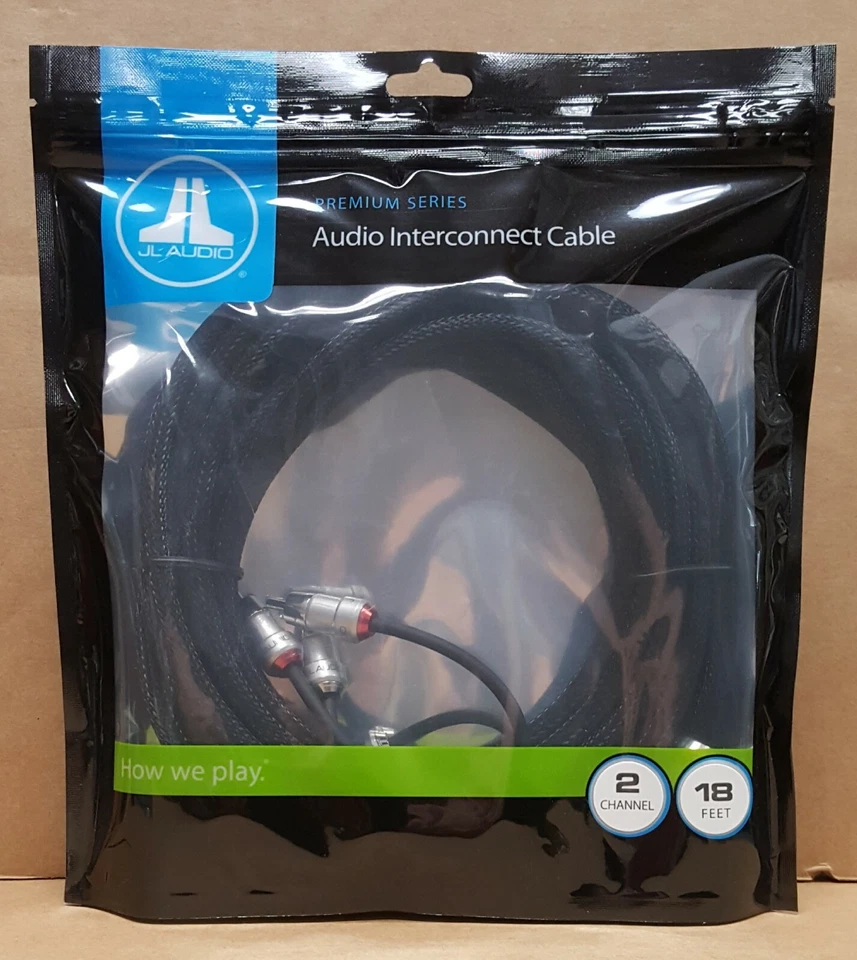 JL AUDIO
®
PREMIUM SERIES
Audio Interconnect Cable
How we play.
2
CHANNEL
18
FEET